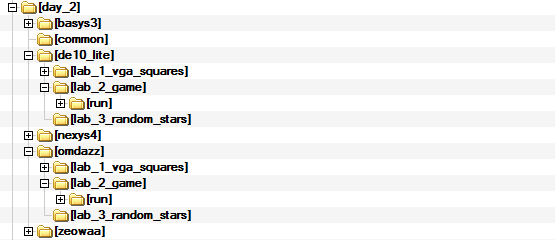 [day_2]
[basys3]
[common]
[de10_lite]
[lab_1_vga_squares]
[lab_2_game]
[run]
[lab_3_random_stars]
[nexys4]
[omdazz]
[lab_1_vga_squares]
[lab_2_game]
[run]
[lab_3_random_stars]
[zeowaa]